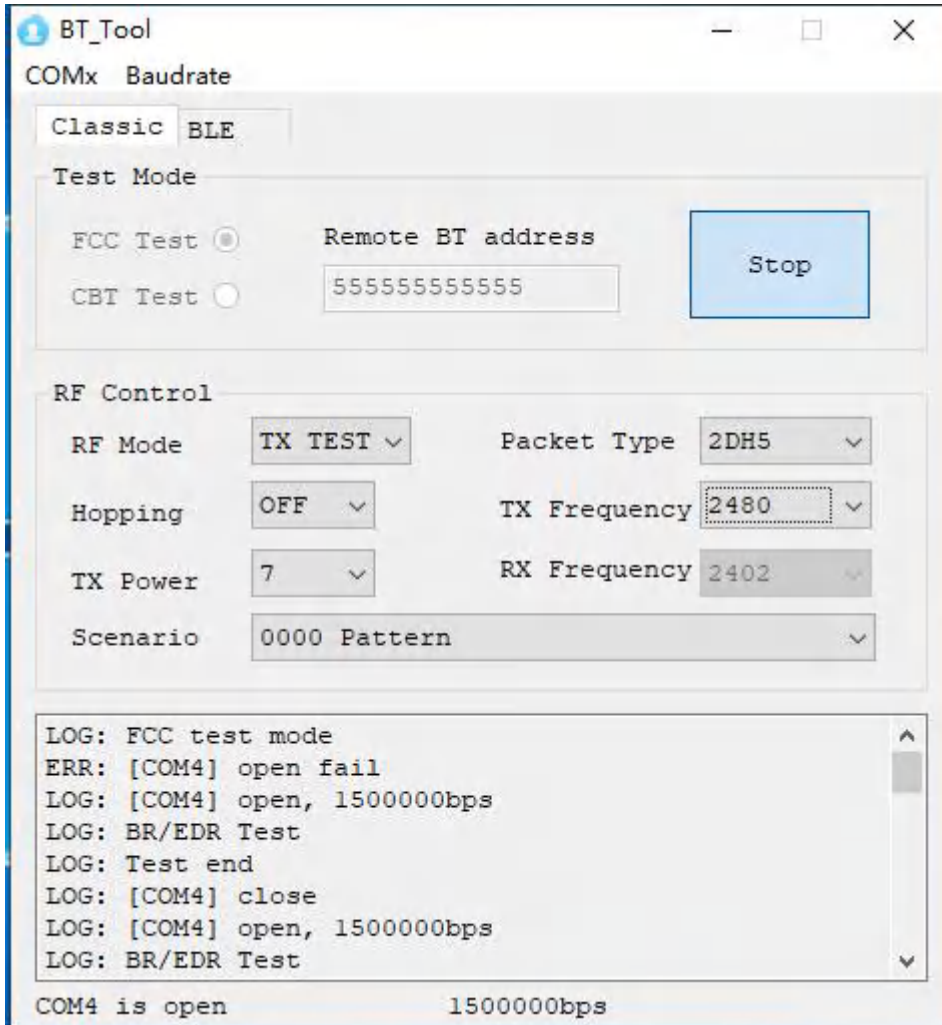 BT_Tool
COMx Baudrate
Classic BLE
Test Mode
FCC Test Remote BT address
Stop
CBT Test 555555555555
RF Control
RF Mode TX TEST Packet Type 2DH5
Hopping OFF TX Frequency 2480
TX Power 7 RX Frequency 2402
Scenario 0000 Pattern
LOG: FCC test mode
ERR: [COM4] open fail
LOG: [COM4] open, 1500000bps
LOG: BR/EDR Test
LOG: Test end
LOG: [COM4] close
LOG: [COM4] open, 1500000bps
LOG: BR/EDR Test
COM4 is open 1500000bps